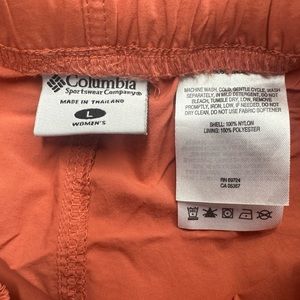 Columbia
Sportswear Company®
MADE IN THAILAND
L
WOMEN'S
MACHINE WASH, COLD, GENTLE CYCLE, WASH
SEPARATELY, IN MILD DETERGENT, DO NOT
BLEACH, TUMBLE DRY, LOW, REMOVE
PROMPTLY, IRON, LOW, IF NEEDED, DO NOT
DRY CLEAN, DO NOT USE FABRIC SOFTENER
SHELL: 100% NYLON
LINING: 100% POLYESTER
RN 69724
CA 05367